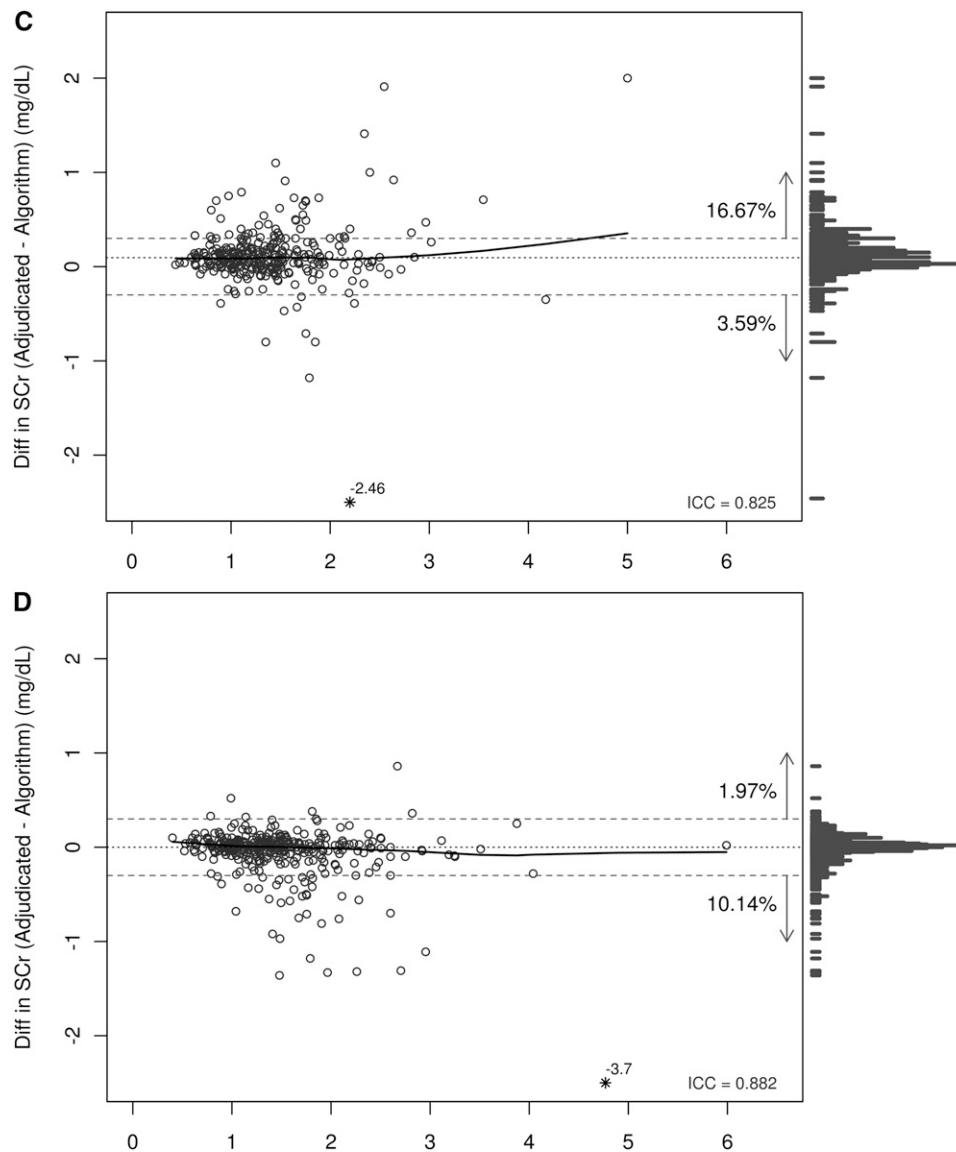 C
Diff in SCr (Adjudicated - Algorithm) (mg/dL)
2
1
0
-1
-2
16.67%
3.59%
-2.46
ICC = 0.825
0 1 2 3 4 5 6
D
Diff in SCr (Adjudicated - Algorithm) (mg/dL)
2
1
0
-1
-2
1.97%
10.14%
-3.7
ICC = 0.882
0 1 2 3 4 5 6